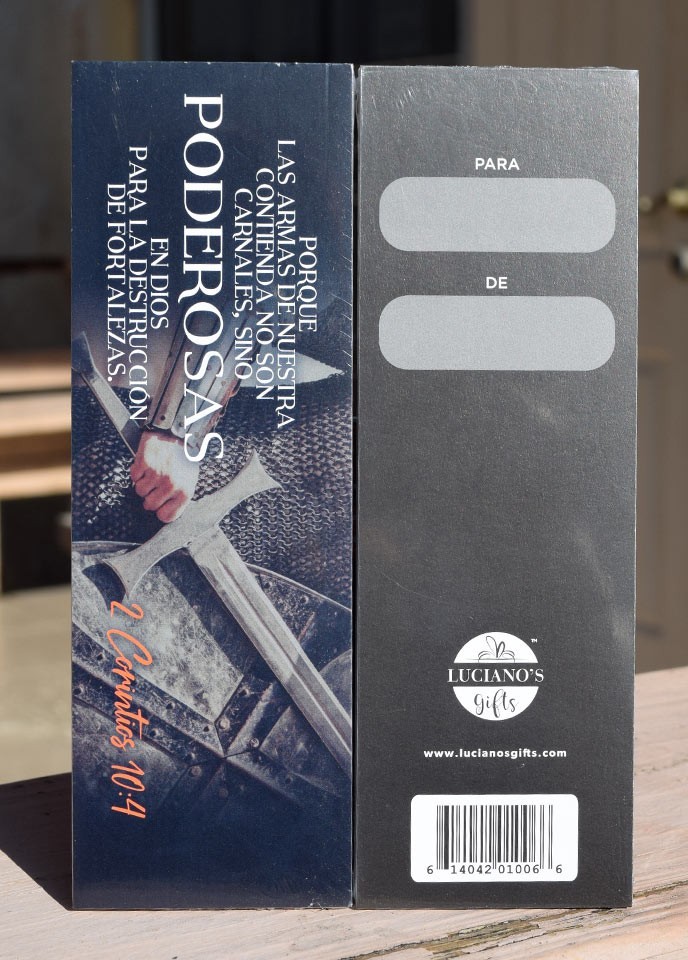 PORQUE
LAS ARMAS DE NUESTRA
CONTIENDA NO SON
CARNALES, SINO
PODEROSAS
EN DIOS
PARA LA DESTRUCCIÓN
DE FORTALEZAS.
2 Corintios 10:4
PARA
DE
LUCIANO'S
gifts
™
www.lucianosgifts.com
6 14042 01006 6